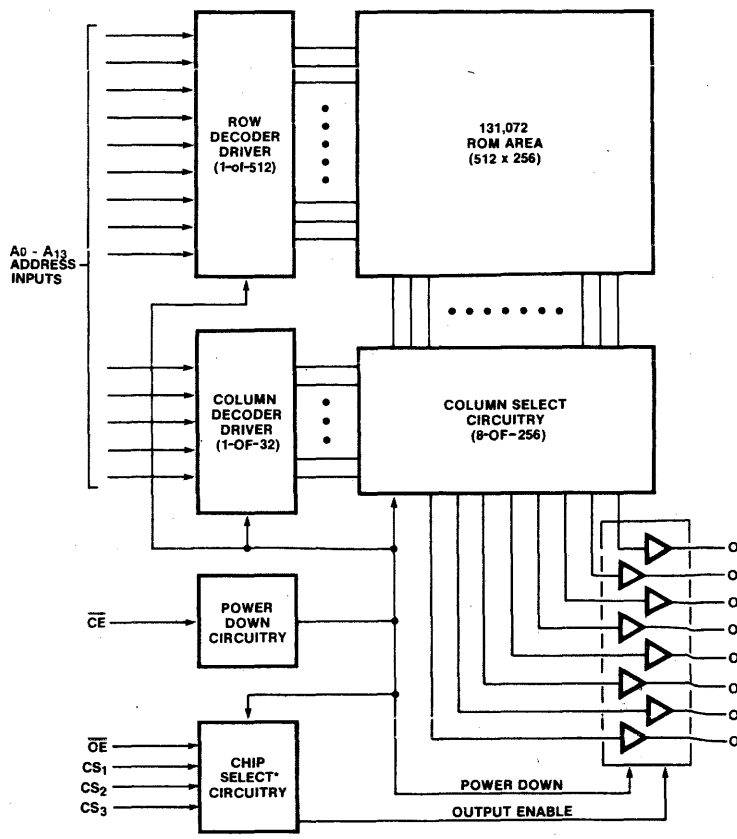 ROW
DECODER
DRIVER
(1-of-512)
131,072
ROM AREA
(512 x 256)
A0 - A13
ADDRESS
INPUTS
COLUMN
DECODER
DRIVER
(1-OF-32)
COLUMN SELECT
CIRCUITRY
(8-OF-256)
CE
POWER
DOWN
CIRCUITRY
OE
CS1
CS2
CS3
CHIP
SELECT*
CIRCUITRY
POWER DOWN
OUTPUT ENABLE
O
O
O
O
O
O
O
O